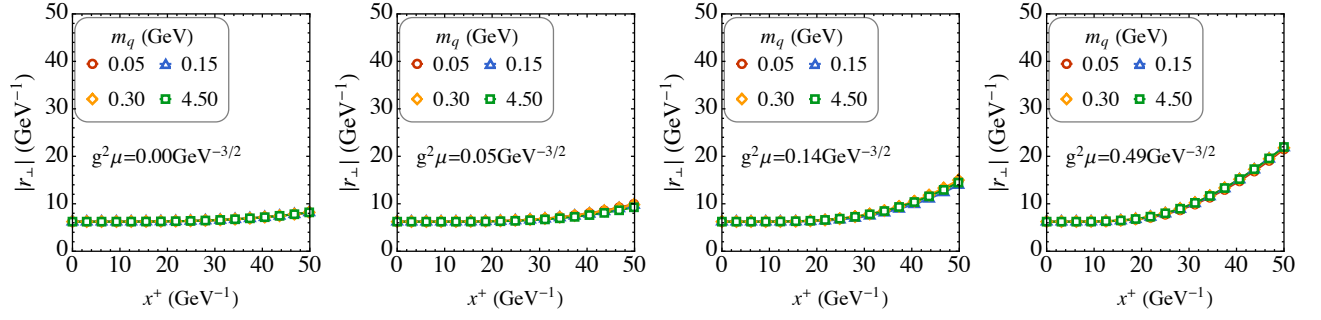 50
40
30
20
10
0
|r⊥| (GeV⁻¹)
m_q (GeV)
0.05 0.15
0.30 4.50
g²μ=0.00GeV⁻³ᐟ²
0 10 20 30 40 50
x⁺ (GeV⁻¹)
50
40
30
20
10
0
|r⊥| (GeV⁻¹)
m_q (GeV)
0.05 0.15
0.30 4.50
g²μ=0.05GeV⁻³ᐟ²
0 10 20 30 40 50
x⁺ (GeV⁻¹)
50
40
30
20
10
0
|r⊥| (GeV⁻¹)
m_q (GeV)
0.05 0.15
0.30 4.50
g²μ=0.14GeV⁻³ᐟ²
0 10 20 30 40 50
x⁺ (GeV⁻¹)
50
40
30
20
10
0
|r⊥| (GeV⁻¹)
m_q (GeV)
0.05 0.15
0.30 4.50
g²μ=0.49GeV⁻³ᐟ²
0 10 20 30 40 50
x⁺ (GeV⁻¹)